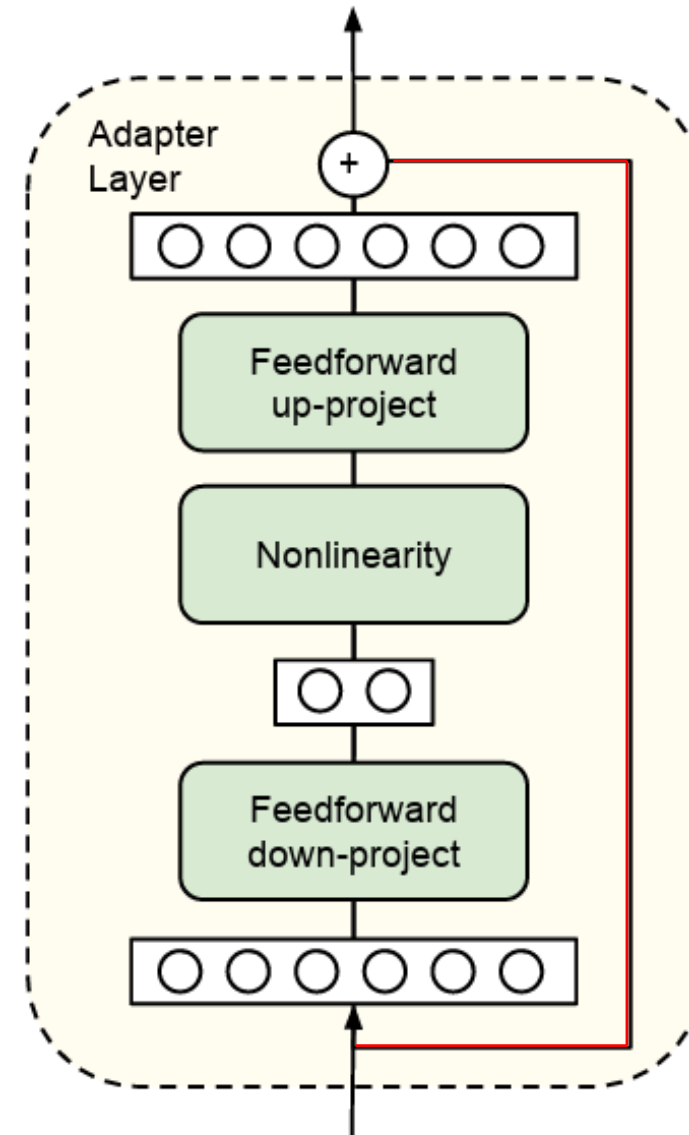 Adapter
Layer
+
Feedforward
up-project
Nonlinearity
Feedforward
down-project